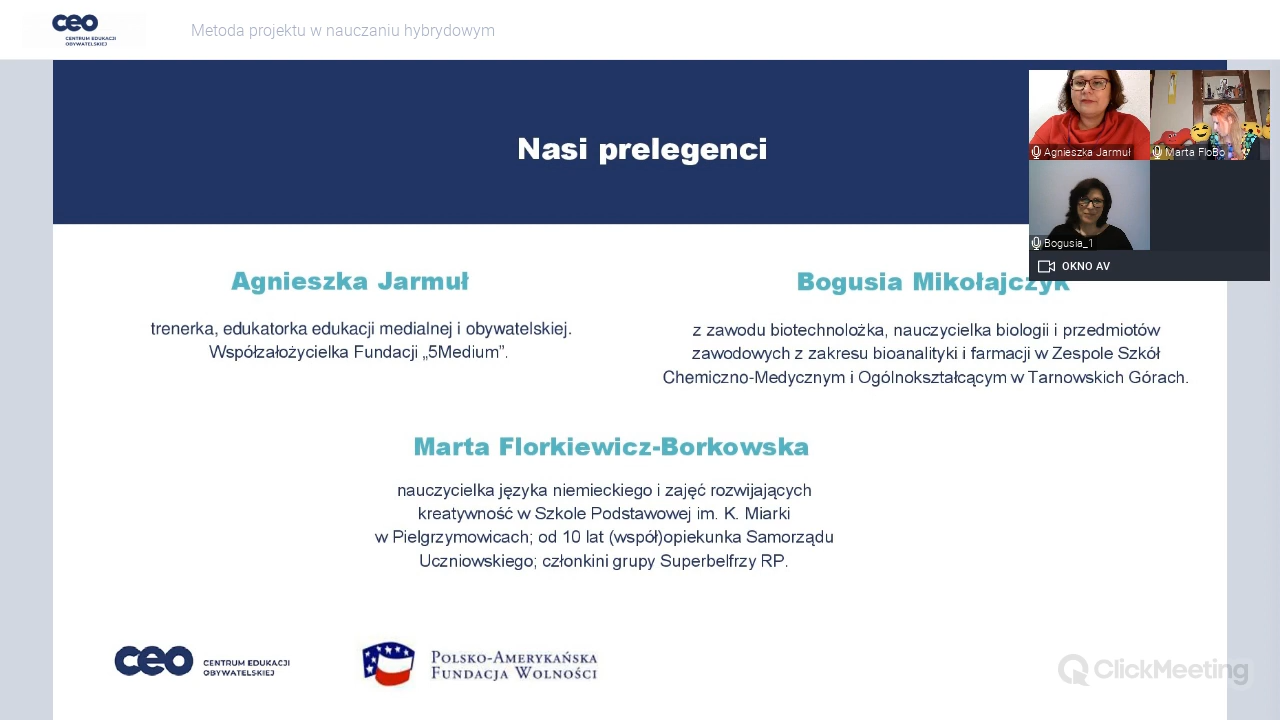 ceo
CENTRUM EDUKACJI
OBYWATELSKIEJ
Metoda projektu w nauczaniu hybrydowym
Nasi prelegenci
Agnieszka Jarmuł
Marta FloBo
Bogusia_1
OKNO AV
Agnieszka Jarmuł
trenerka, edukatorka edukacji medialnej i obywatelskiej.
Współzałożycielka Fundacji „5Medium”.
Bogusia Mikołajczyk
z zawodu biotechnolożka, nauczycielka biologii i przedmiotów
zawodowych z zakresu bioanalityki i farmacji w Zespole Szkół
Chemiczno-Medycznym i Ogólnokształcącym w Tarnowskich Górach.
Marta Florkiewicz-Borkowska
nauczycielka języka niemieckiego i zajęć rozwijających
kreatywność w Szkole Podstawowej im. K. Miarki
w Pielgrzymowicach; od 10 lat (współ)opiekunka Samorządu
Uczniowskiego; członkini grupy Superbelfrzy RP.
ceo
CENTRUM EDUKACJI
OBYWATELSKIEJ
POLSKO-AMERYKAŃSKA
FUNDACJA WOLNOŚCI
ClickMeeting